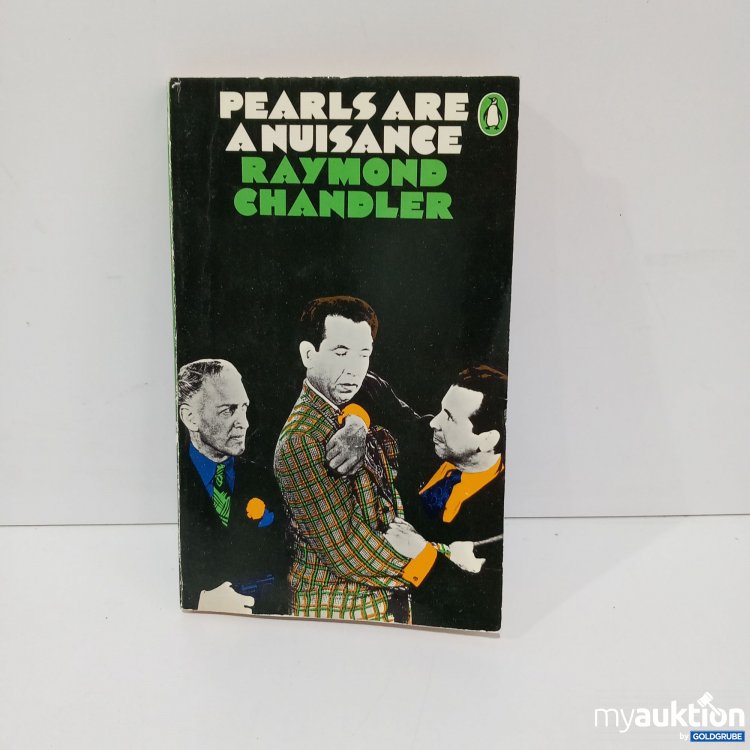 PEARLS ARE
A NUISANCE
RAYMOND
CHANDLER
myauktion
by GOLDGRUBE